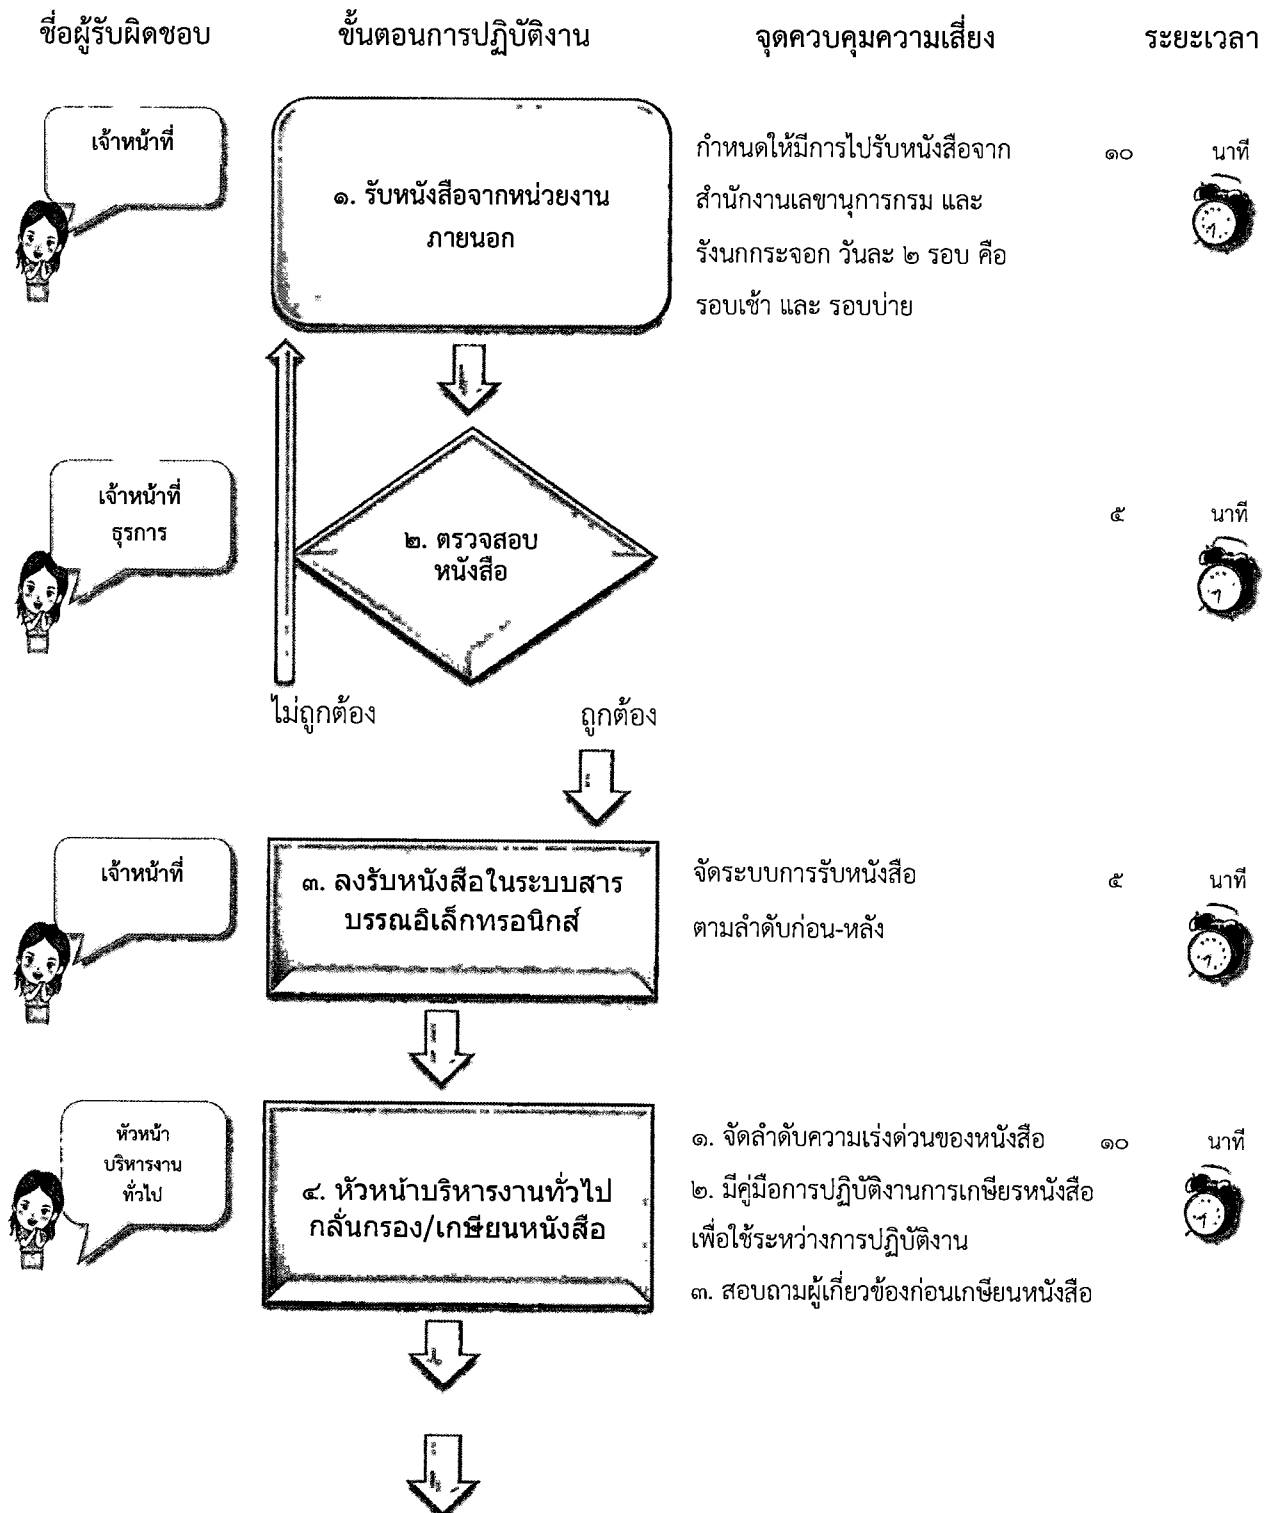 ชื่อผู้รับผิดชอบ ขั้นตอนการปฏิบัติงาน จุดควบคุมความเสี่ยง ระยะเวลา
เจ้าหน้าที่
๑. รับหนังสือจากหน่วยงาน
ภายนอก
กำหนดให้มีการไปรับหนังสือจาก
สำนักงานเลขานุการกรม และ
รังนกกระจอก วันละ ๒ รอบ คือ
รอบเช้า และ รอบบ่าย
๑๐ นาที
เจ้าหน้าที่
ธุรการ
๒. ตรวจสอบ
หนังสือ
๕ นาที
ไม่ถูกต้อง ถูกต้อง
เจ้าหน้าที่
๓. ลงรับหนังสือในระบบสาร
บรรณอิเล็กทรอนิกส์
จัดระบบการรับหนังสือ
ตามลำดับก่อน-หลัง
๕ นาที
หัวหน้า
บริหารงาน
ทั่วไป
๔. หัวหน้าบริหารงานทั่วไป
กลั่นกรอง/เกษียนหนังสือ
๑. จัดลำดับความเร่งด่วนของหนังสือ
๒. มีคู่มือการปฏิบัติงานการเกษียรหนังสือ
เพื่อใช้ระหว่างการปฏิบัติงาน
๓. สอบถามผู้เกี่ยวข้องก่อนเกษียนหนังสือ
๑๐ นาที